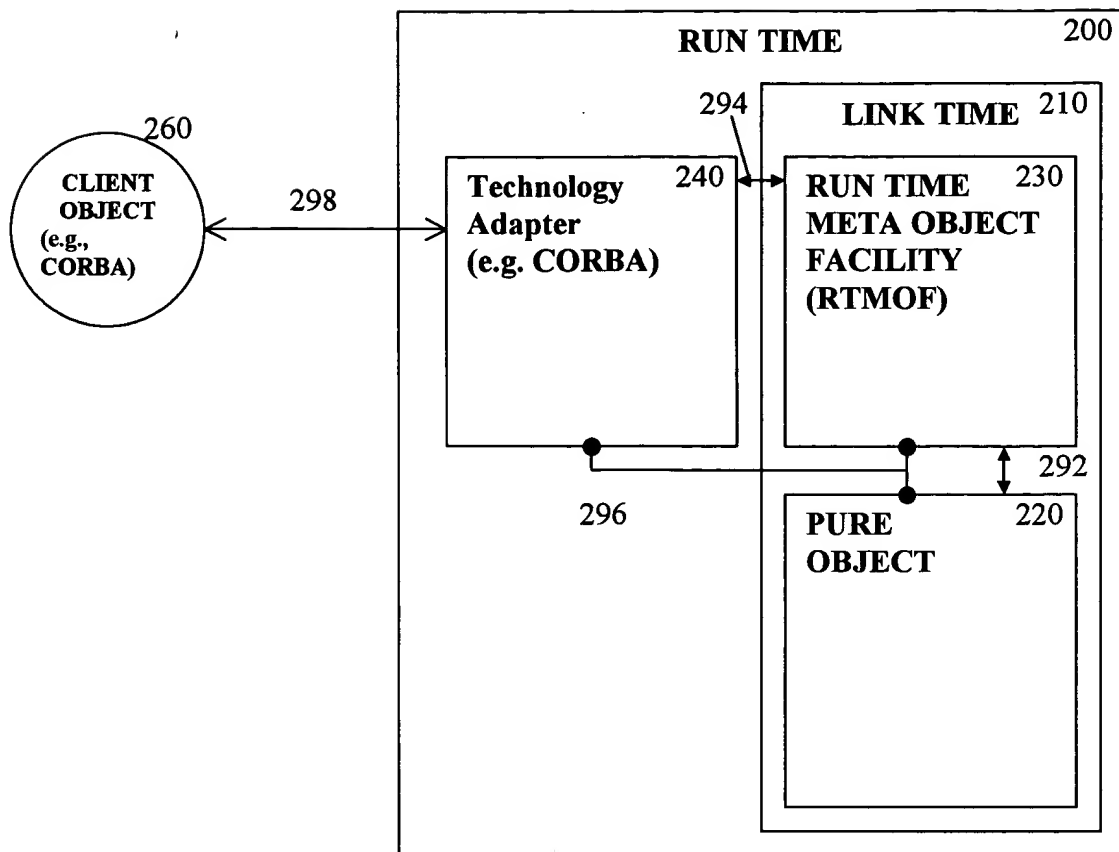 RUN TIME 200
294
LINK TIME 210
260
CLIENT
OBJECT
(e.g.,
CORBA)
298
Technology 240
Adapter
(e.g. CORBA)
RUN TIME 230
META OBJECT
FACILITY
(RTMOF)
292
296
PURE 220
OBJECT